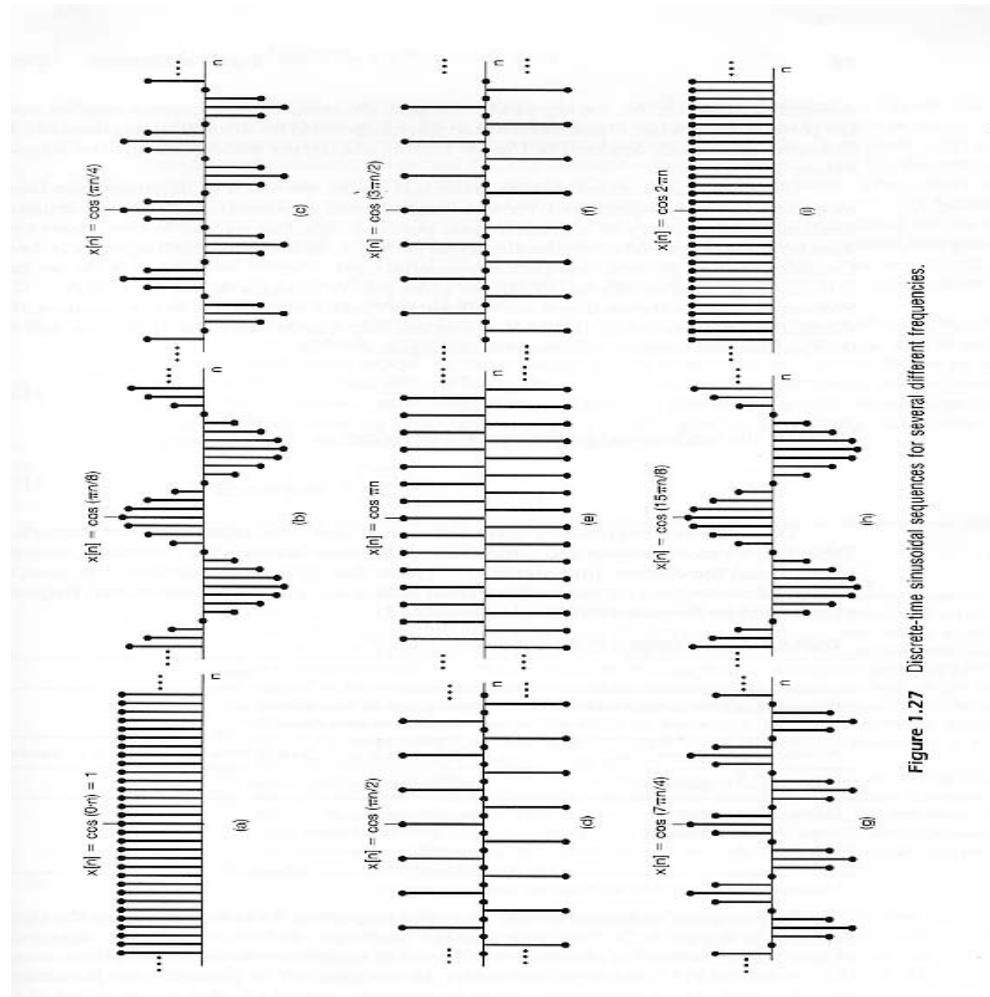 x[n] = cos (0·n) = 1
n
(a)
x[n] = cos (πn/8)
n
(b)
x[n] = cos (πn/4)
n
(c)
x[n] = cos (πn/2)
n
(d)
x[n] = cos πn
n
(e)
x[n] = cos (3πn/2)
n
(f)
x[n] = cos (7πn/4)
n
(g)
x[n] = cos (15πn/8)
n
(h)
x[n] = cos 2πn
n
(i)
Figure 1.27 Discrete-time sinusoidal sequences for several different frequencies.